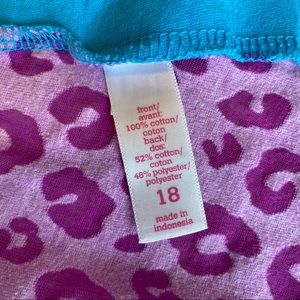 front/
avant:
100% cotton/
coton
back/
dos:
52% cotton/
coton
48% polyester/
polyester
18
made in
indonesia